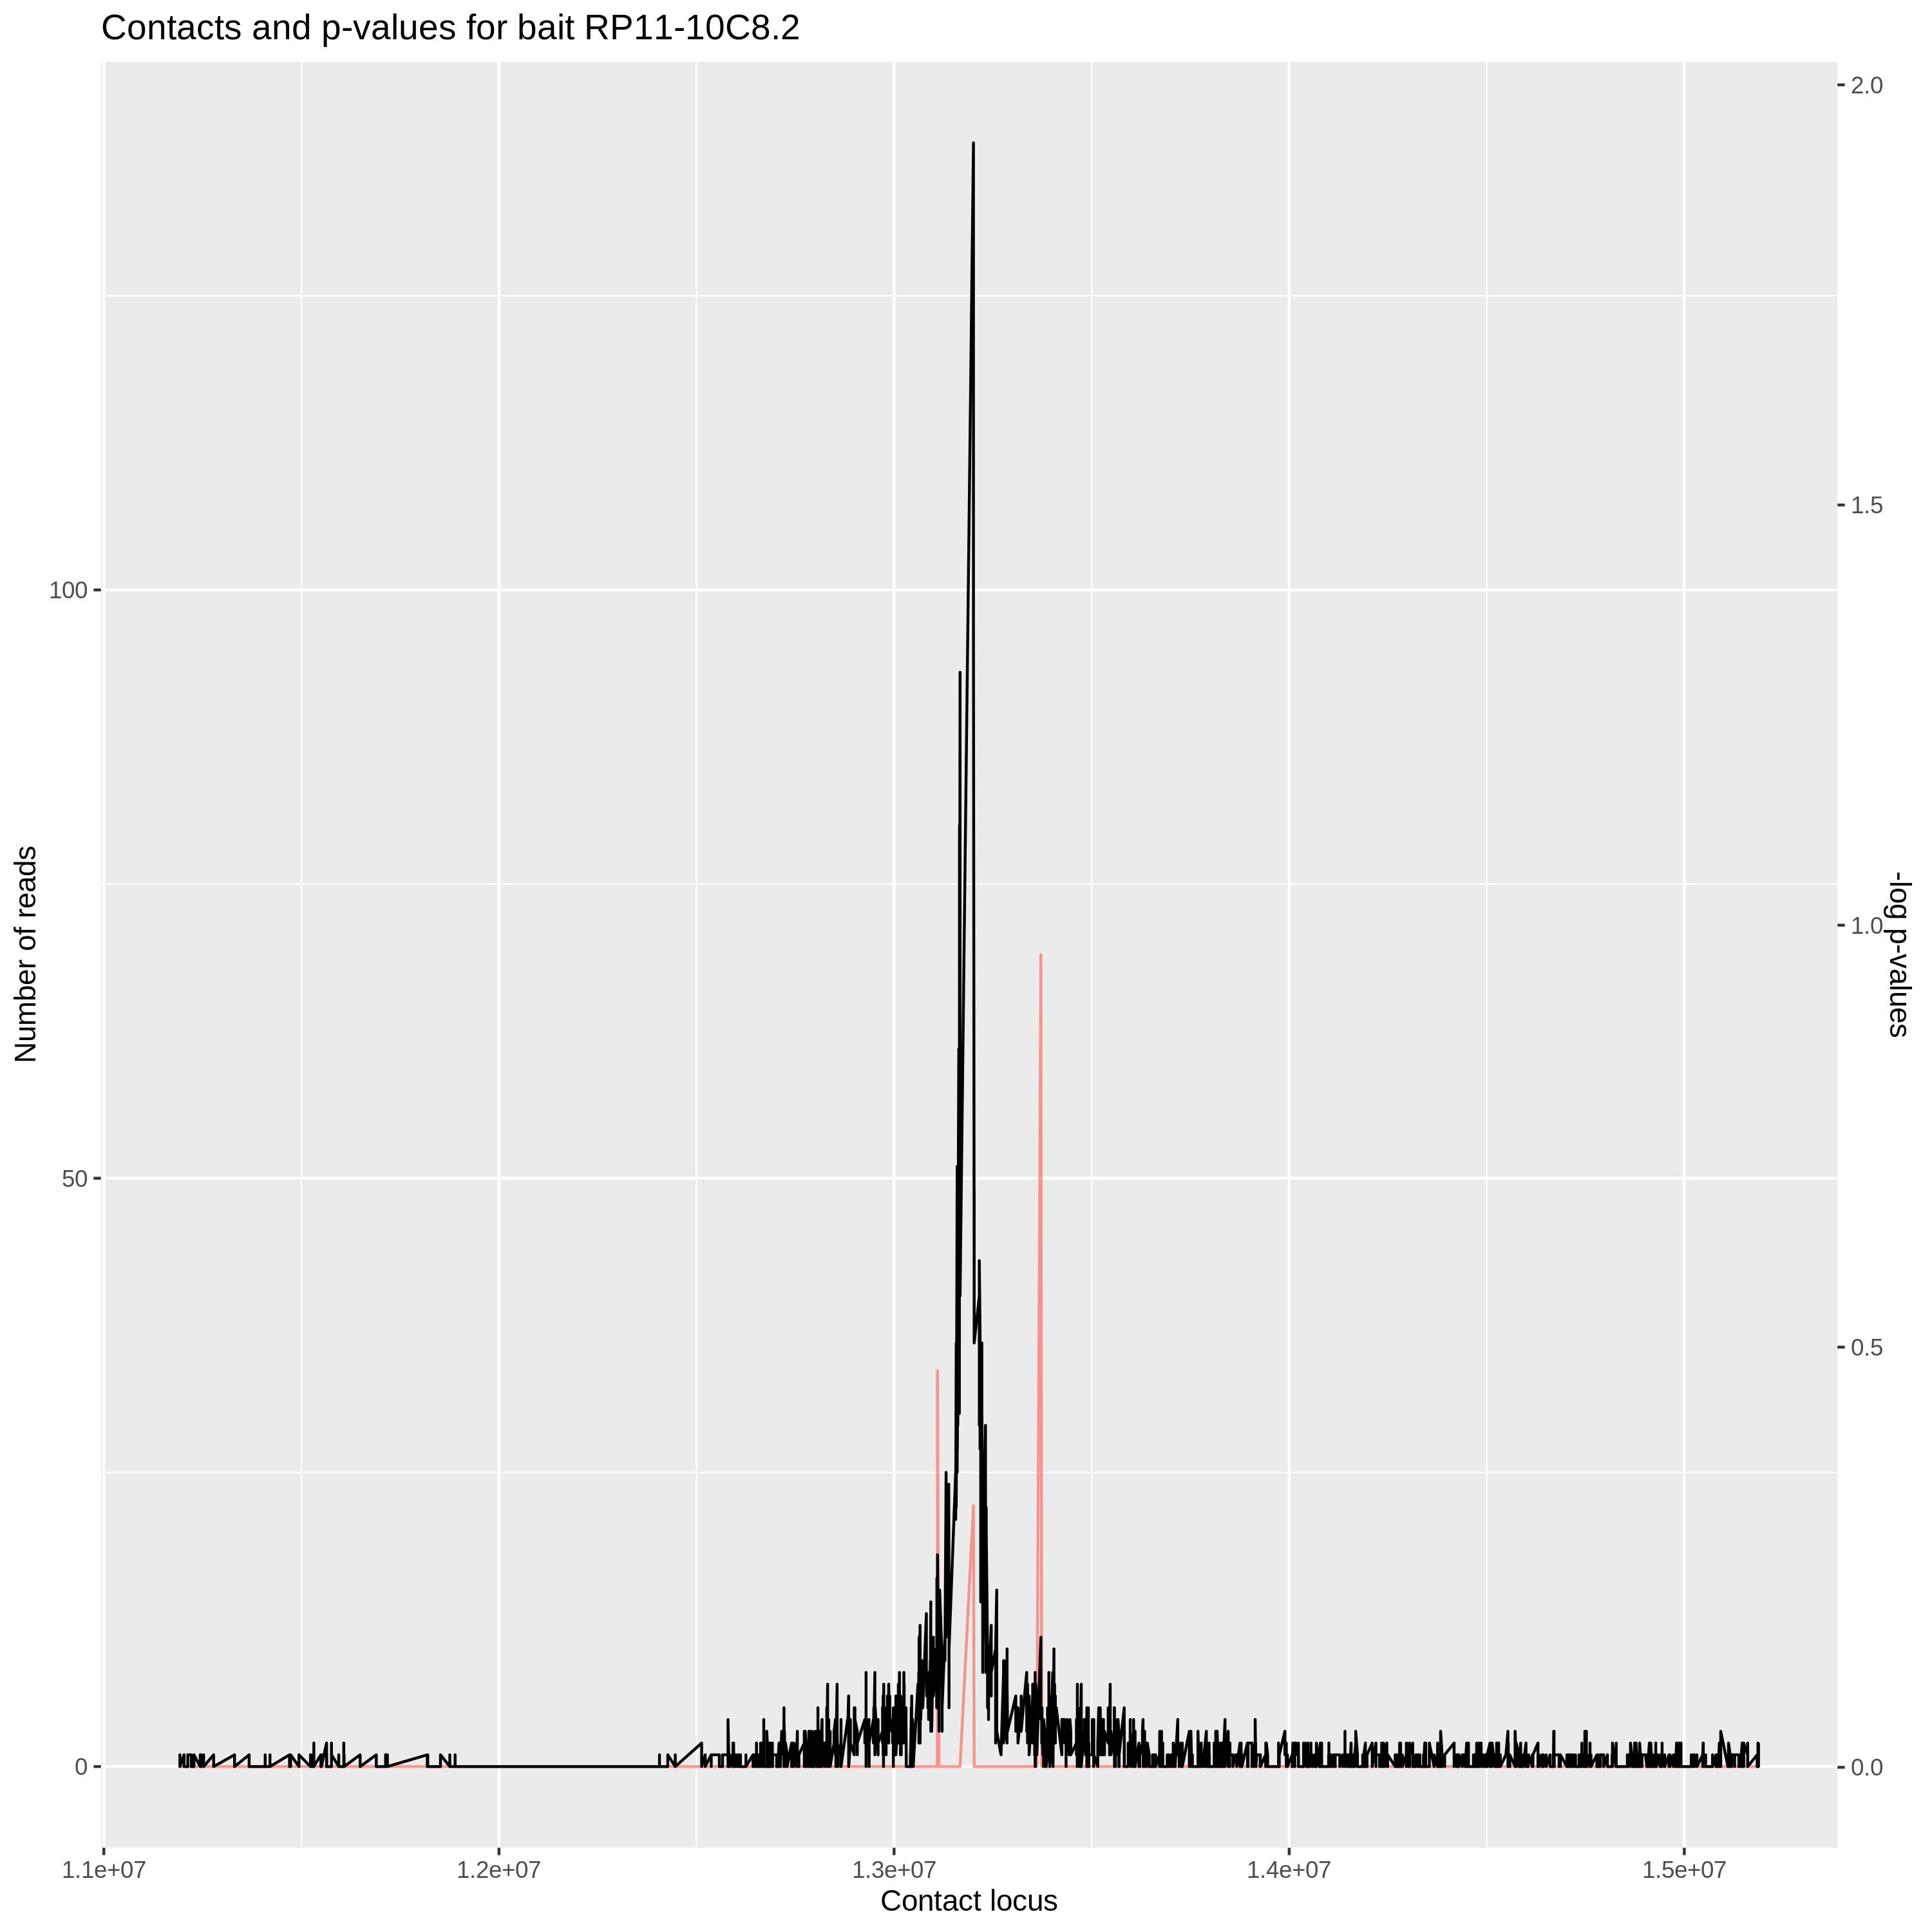 Contacts and p-values for bait RP11-10C8.2
Number of reads
100
50
0
2.0
1.5
1.0
0.5
0.0
-log p-values
1.1e+07 1.2e+07 1.3e+07 1.4e+07 1.5e+07
Contact locus